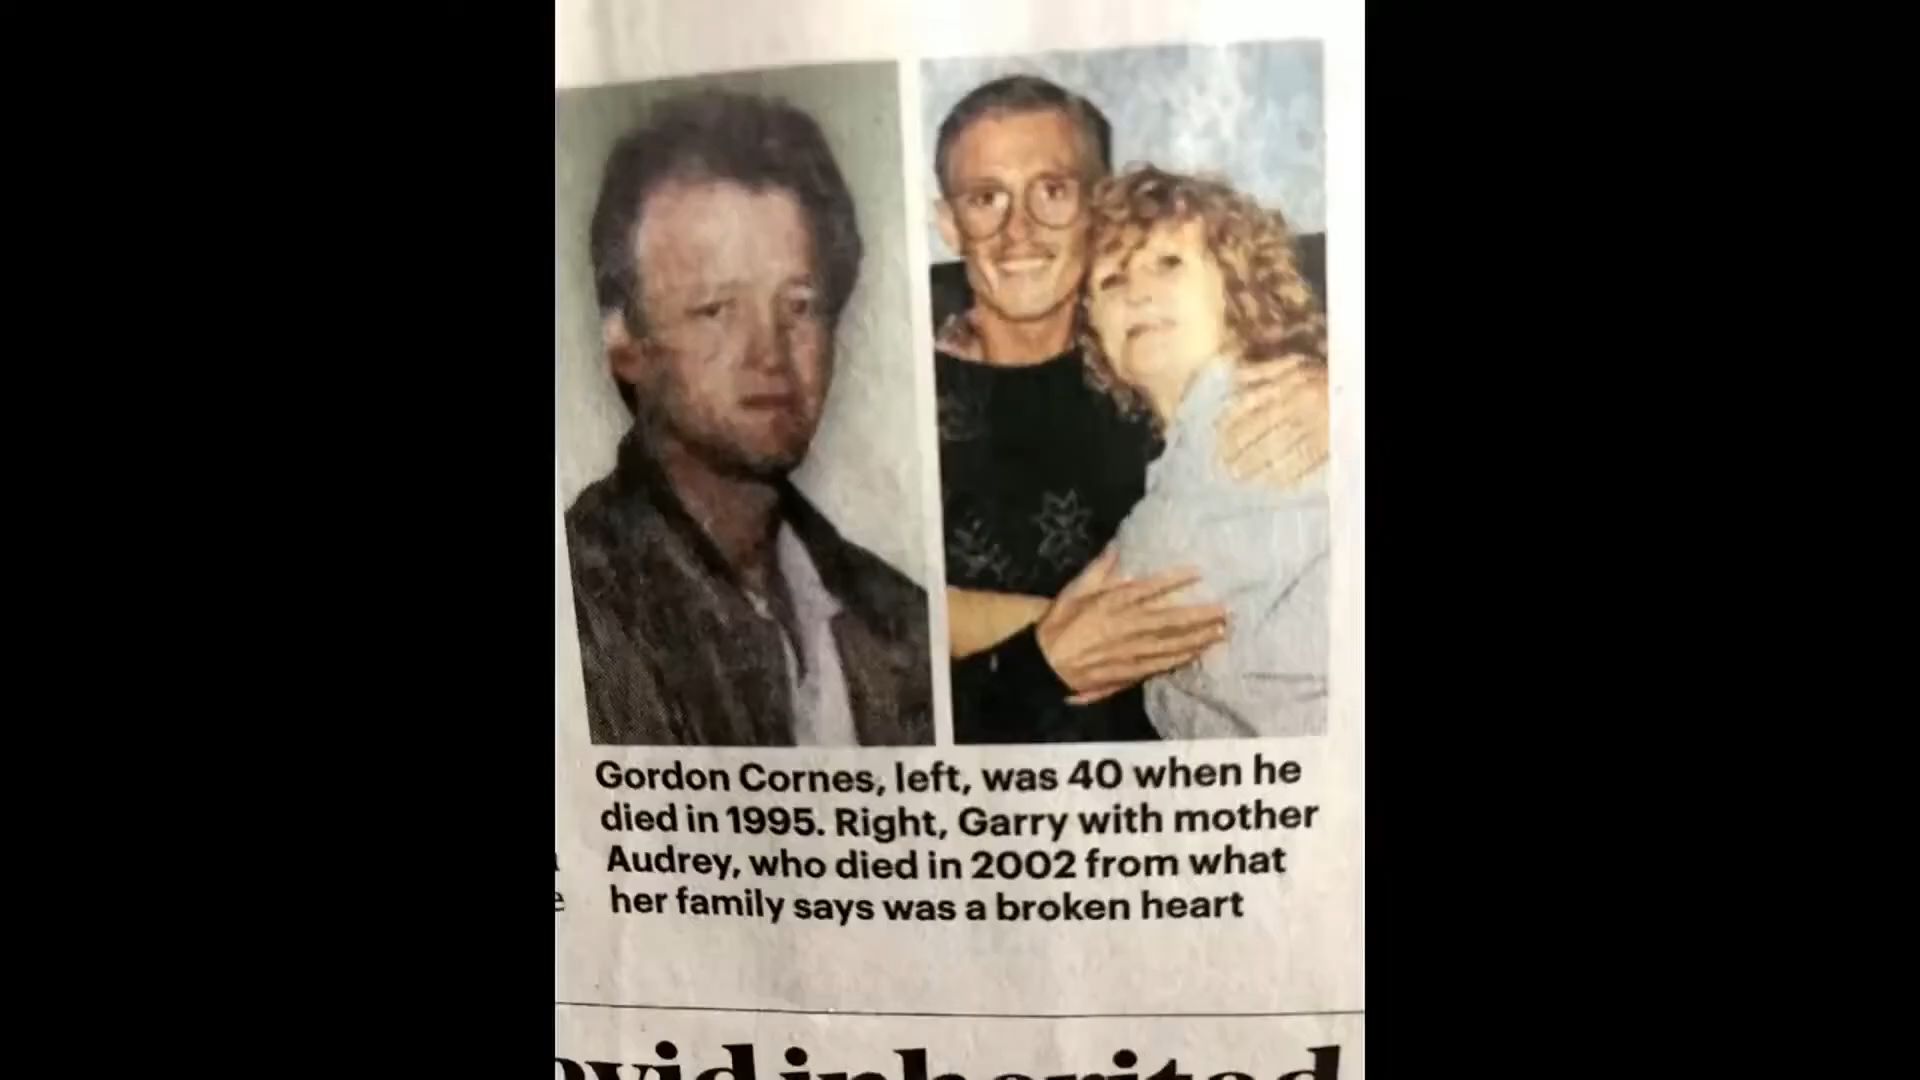 Gordon Cornes, left, was 40 when he
died in 1995. Right, Garry with mother
Audrey, who died in 2002 from what
her family says was a broken heart
inherited